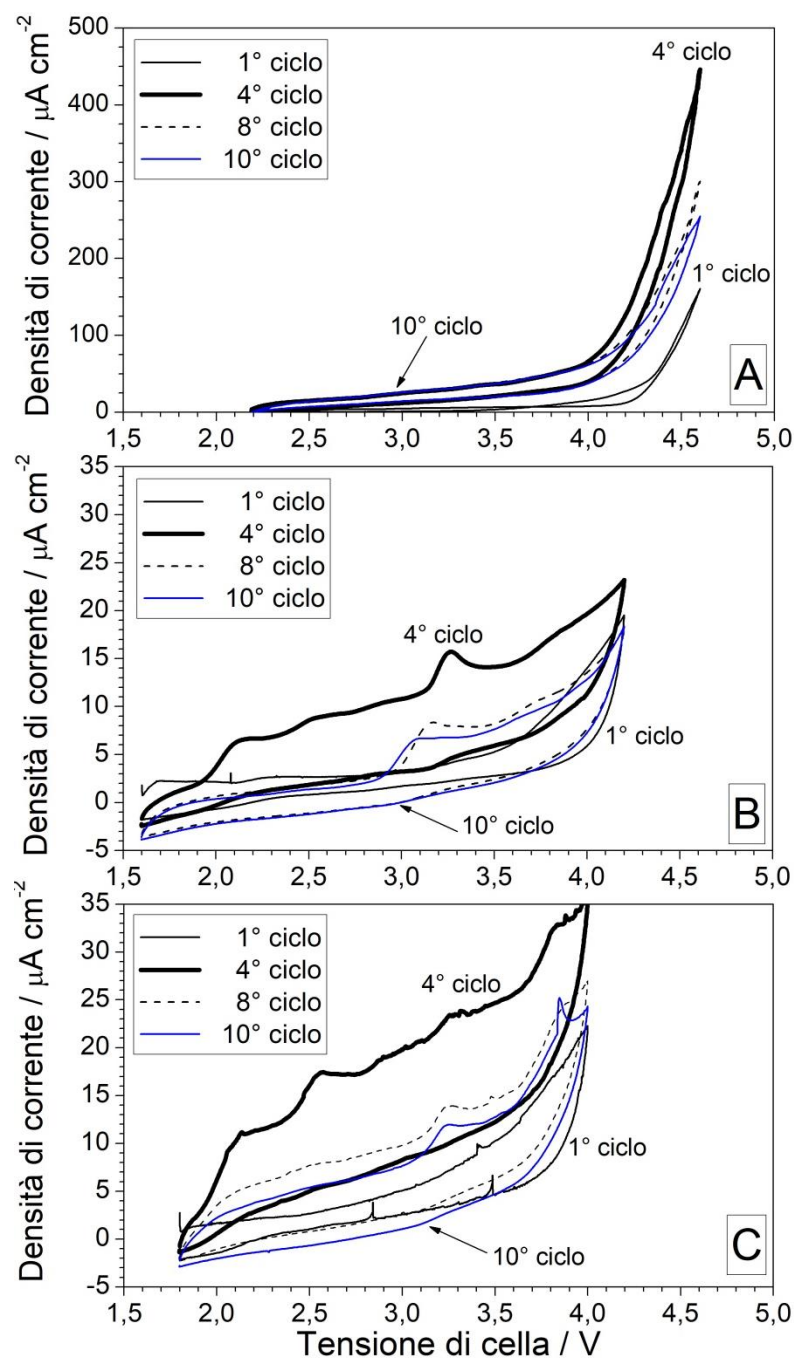 500
400
300
200
100
0
Densità di corrente / μA cm-2
1° ciclo
4° ciclo
8° ciclo
10° ciclo
4° ciclo
1° ciclo
10° ciclo
A
1,5 2,0 2,5 3,0 3,5 4,0 4,5 5,0
35
30
25
20
15
10
5
0
-5
Densità di corrente / μA cm-2
1° ciclo
4° ciclo
8° ciclo
10° ciclo
4° ciclo
1° ciclo
10° ciclo
B
1,5 2,0 2,5 3,0 3,5 4,0 4,5 5,0
35
30
25
20
15
10
5
0
-5
Densità di corrente / μA cm-2
1° ciclo
4° ciclo
8° ciclo
10° ciclo
4° ciclo
1° ciclo
10° ciclo
C
1,5 2,0 2,5 3,0 3,5 4,0 4,5 5,0
Tensione di cella / V